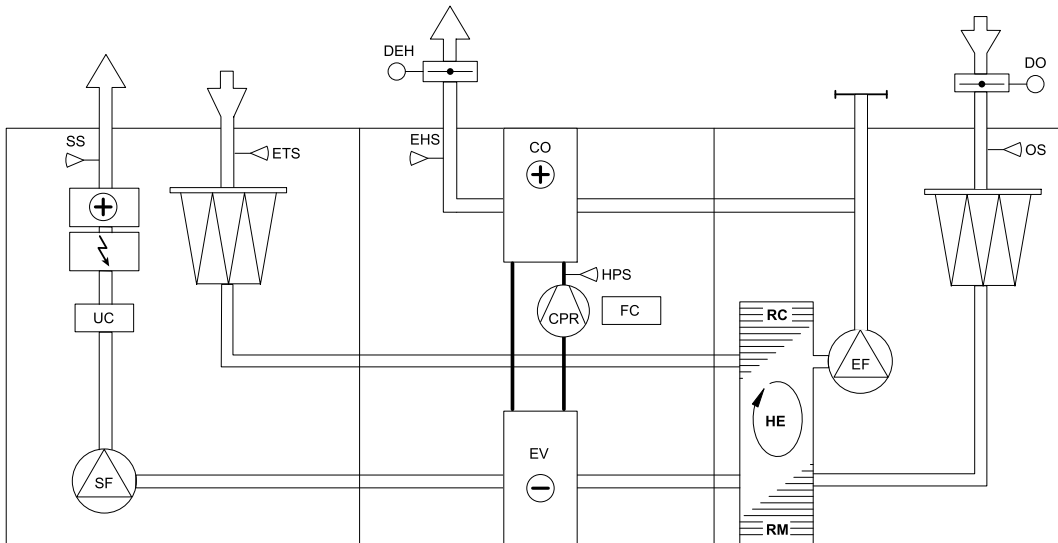 DEH
DO
SS
ETS
EHS
CO
OS
HPS
UC
CPR
FC
RC
EF
HE
EV
SF
RM